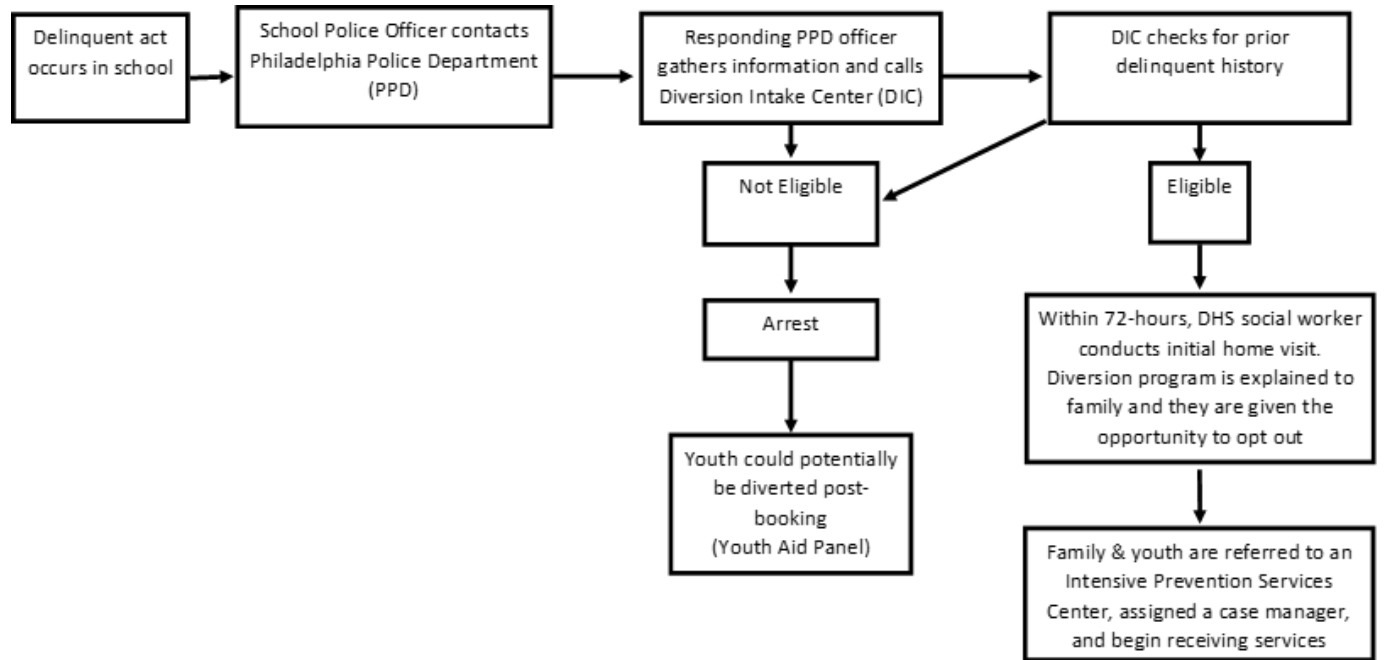 Delinquent act
occurs in school
School Police Officer contacts
Philadelphia Police Department
(PPD)
Responding PPD officer
gathers information and calls
Diversion Intake Center (DIC)
DIC checks for prior
delinquent history
Not Eligible
Eligible
Arrest
Within 72-hours, DHS social worker
conducts initial home visit.
Diversion program is explained to
family and they are given the
opportunity to opt out
Youth could potentially
be diverted post-
booking
(Youth Aid Panel)
Family & youth are referred to an
Intensive Prevention Services
Center, assigned a case manager,
and begin receiving services